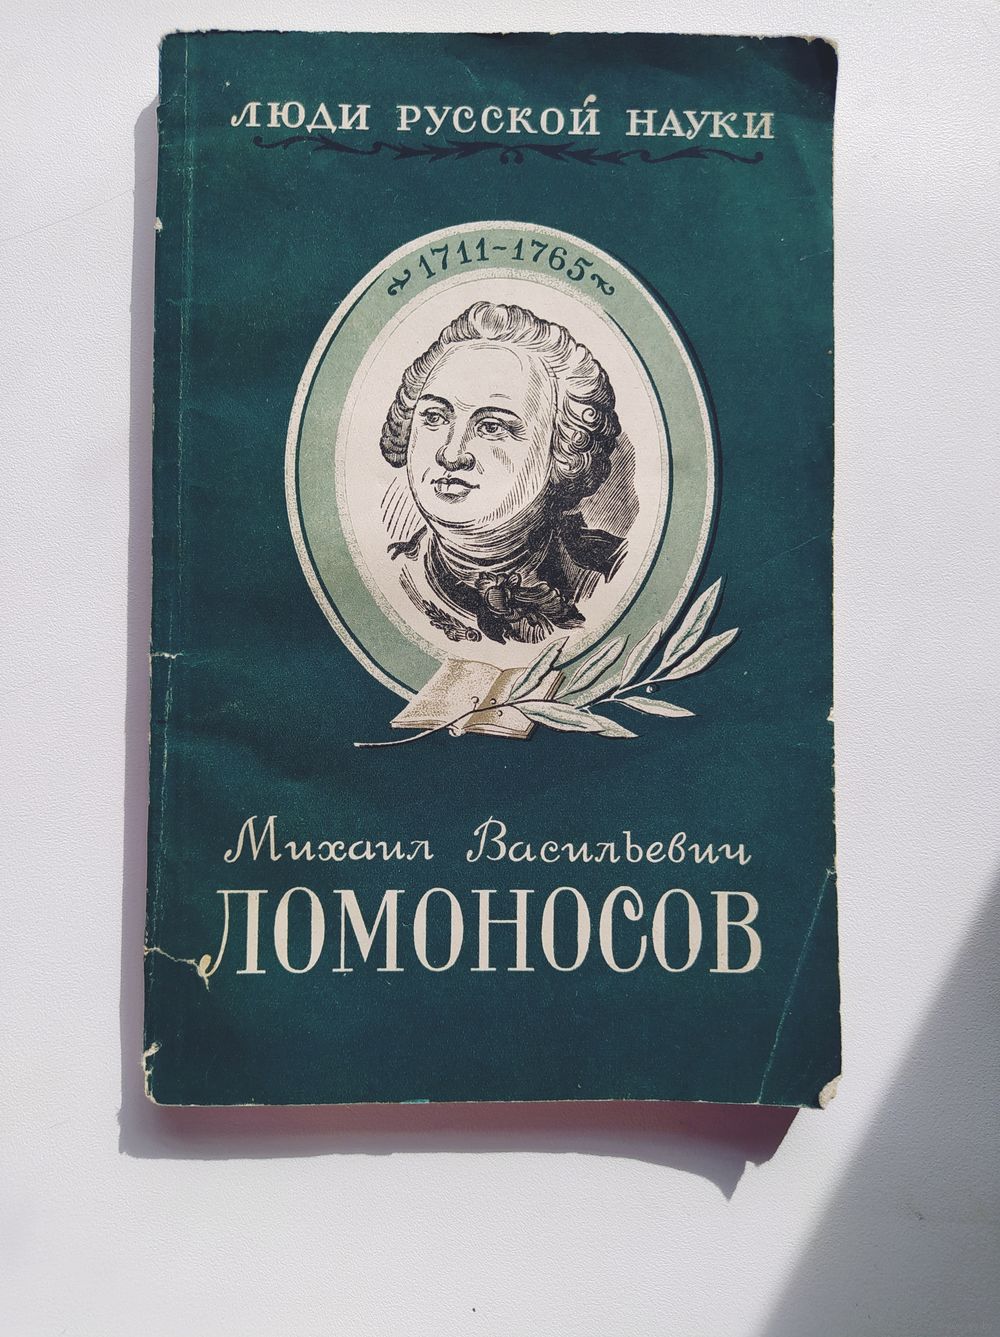 ЛЮДИ РУССКОЙ НАУКИ
1711-1765
Михаил Васильевич
ЛОМОНОСОВ